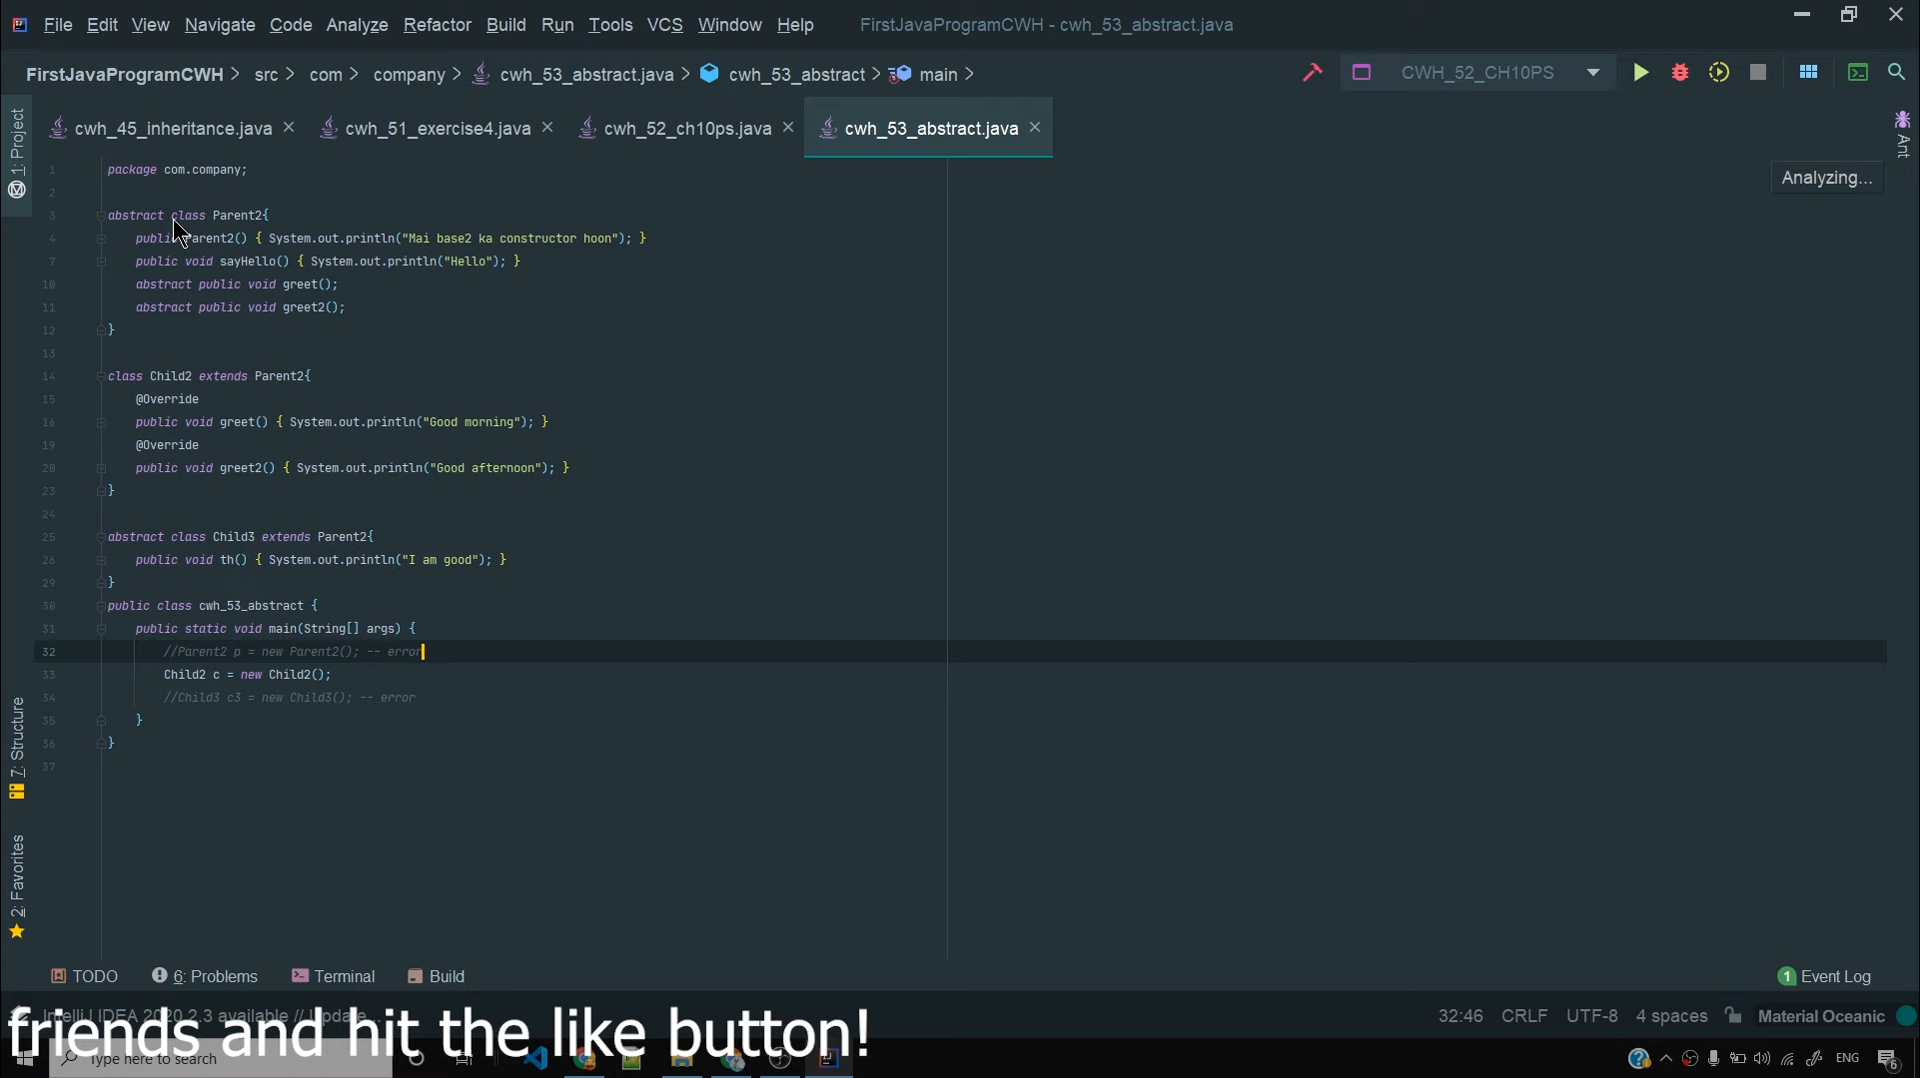 File Edit View Navigate Code Analyze Refactor Build Run Tools VCS Window Help FirstJavaProgramCWH - cwh_53_abstract.java
FirstJavaProgramCWH > src > com > company > cwh_53_abstract.java > cwh_53_abstract > main > CWH_52_CH10PS
cwh_45_inheritance.java cwh_51_exercise4.java cwh_52_ch10ps.java cwh_53_abstract.java
1: Project
Ant
Analyzing...
1 package com.company;
2
3 abstract class Parent2{
4 public Parent2() { System.out.println("Mai base2 ka constructor hoon"); }
7 public void sayHello() { System.out.println("Hello"); }
10 abstract public void greet();
11 abstract public void greet2();
12 }
13
14 class Child2 extends Parent2{
15 @Override
16 public void greet() { System.out.println("Good morning"); }
19 @Override
20 public void greet2() { System.out.println("Good afternoon"); }
23 }
24
25 abstract class Child3 extends Parent2{
26 public void th() { System.out.println("I am good"); }
29 }
30 public class cwh_53_abstract {
31 public static void main(String[] args) {
32 //Parent2 p = new Parent2(); -- error
33 Child2 c = new Child2();
34 //Child3 c3 = new Child3(); -- error
35 }
36 }
37
7: Structure
2: Favorites
TODO 6: Problems Terminal Build 1 Event Log
IntelliJ IDEA 2020.2.3 available // Update... 32:46 CRLF UTF-8 4 spaces Material Oceanic
friends and hit the like button!
Type here to search ENG 6